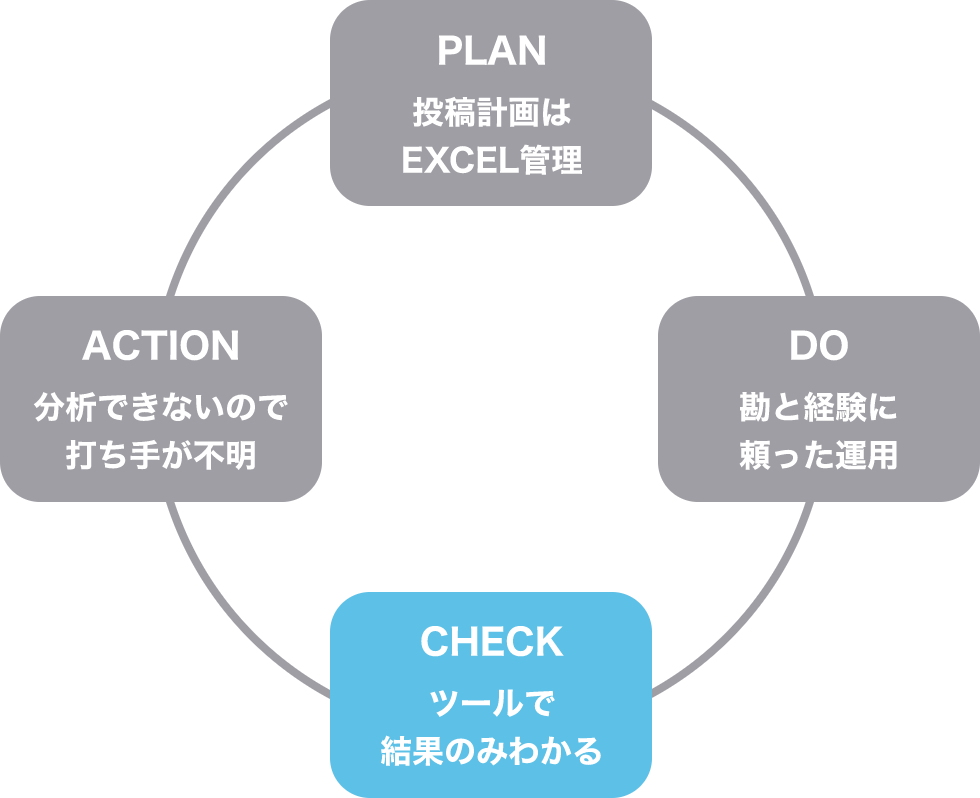 PLAN
投稿計画は
EXCEL管理
ACTION
分析できないので
打ち手が不明
DO
勘と経験に
頼った運用
CHECK
ツールで
結果のみわかる